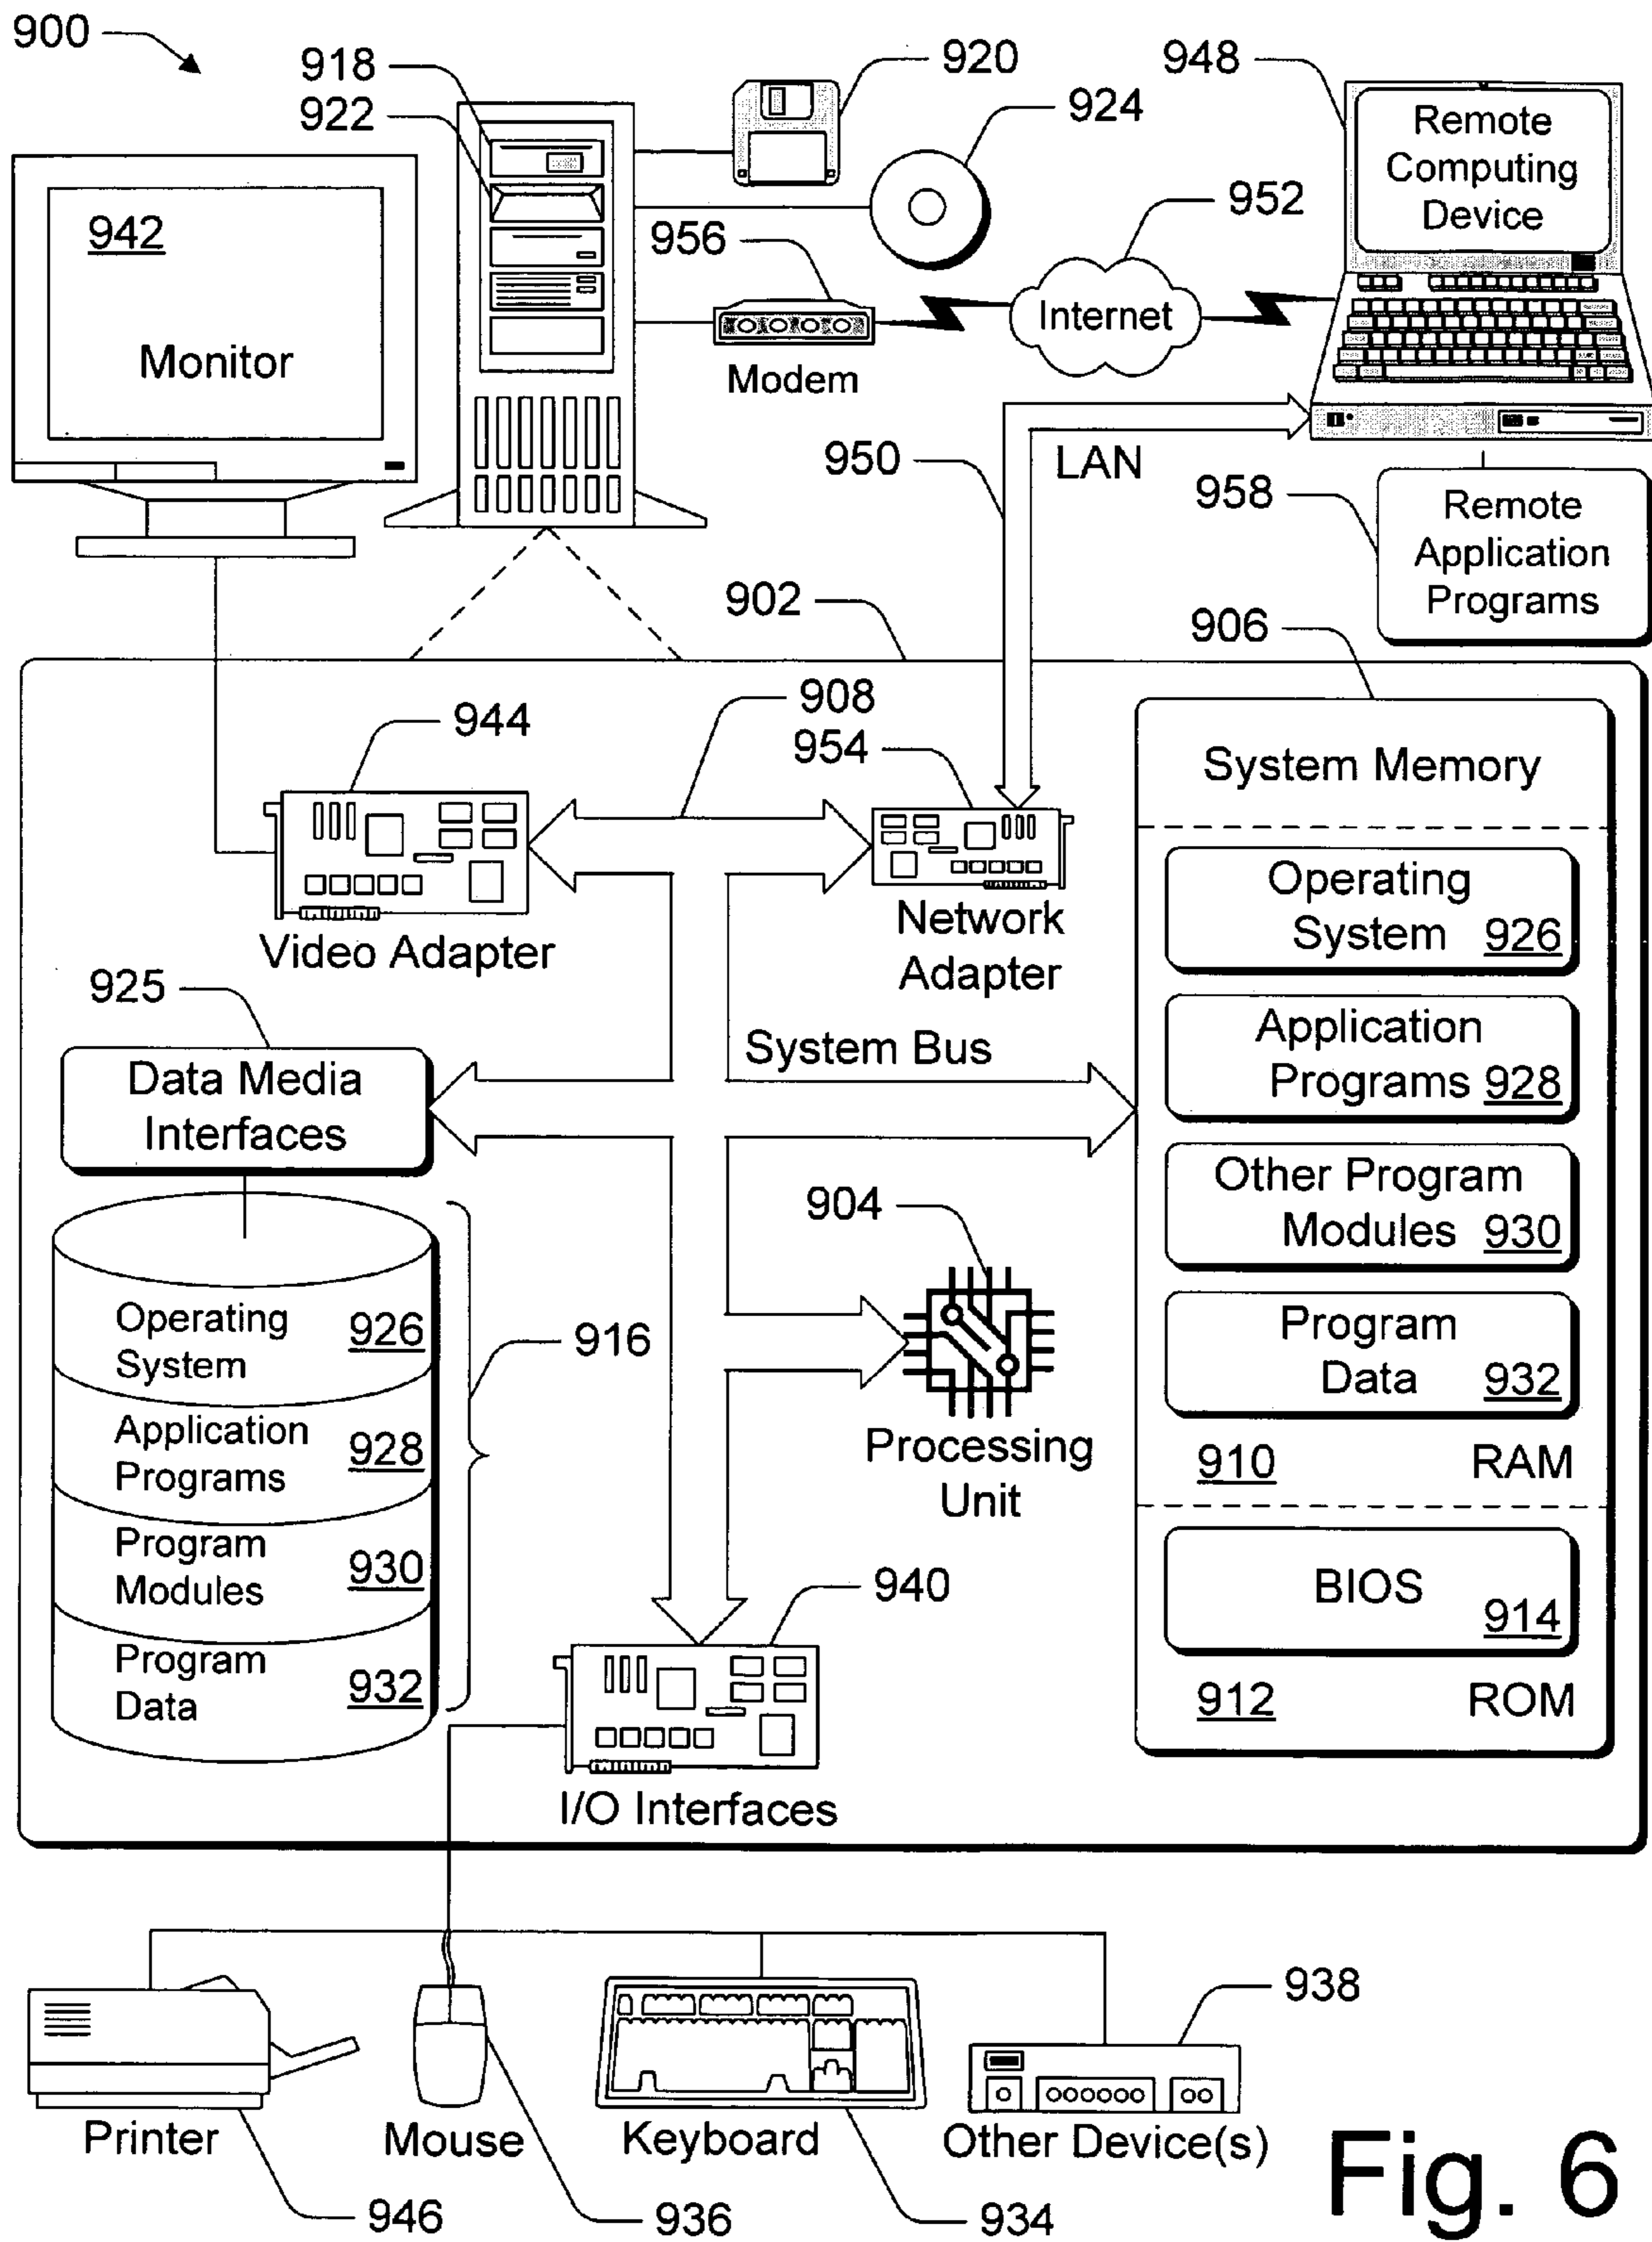 900
918
922
920
924
948
Remote
Computing
Device
942
Monitor
956
Modem
952
Internet
950
LAN
958
Remote
Application
Programs
902
906
944
908
954
Video Adapter
Network
Adapter
System Memory
Operating
System 926
Application
Programs 928
Other Program
Modules 930
Program
Data 932
910 RAM
BIOS
914
912 ROM
925
Data Media
Interfaces
System Bus
904
Processing
Unit
Operating
System 926
Application
Programs 928
Program
Modules 930
Program
Data 932
916
940
I/O Interfaces
938
Printer
Mouse
Keyboard
Other Device(s)
946
936
934
Fig. 6